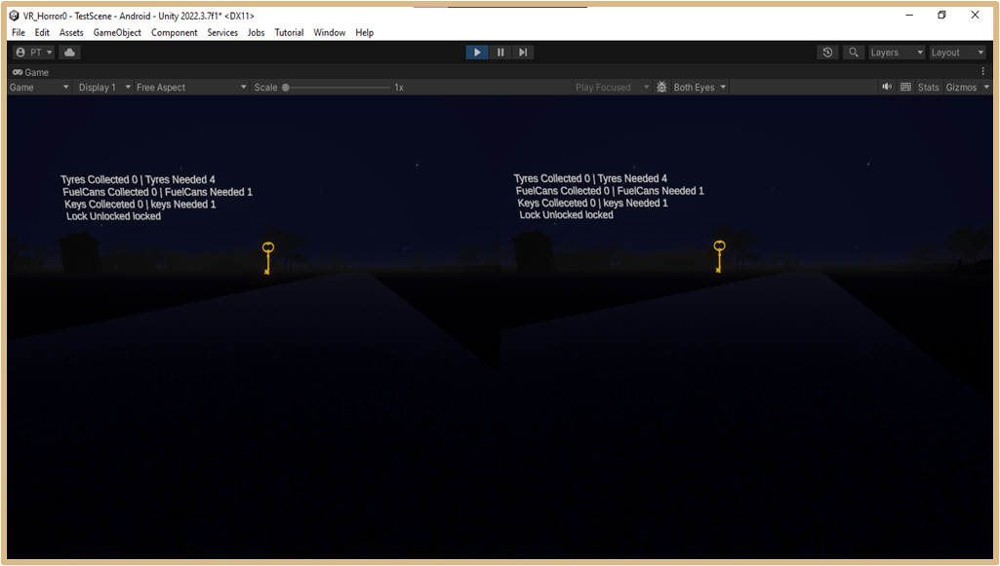 VR_Horror0 - TestScene - Android - Unity 2022.3.7f1* <DX11>
File Edit Assets GameObject Component Services Jobs Tutorial Window Help
PT Layers Layout
Game
Game Display 1 Free Aspect Scale 1x Play Focused Both Eyes Stats Gizmos
Tyres Collected 0 | Tyres Needed 4
FuelCans Collected 0 | FuelCans Needed 1
Keys Colleceted 0 | keys Needed 1
Lock Unlocked locked
Tyres Collected 0 | Tyres Needed 4
FuelCans Collected 0 | FuelCans Needed 1
Keys Colleceted 0 | keys Needed 1
Lock Unlocked locked